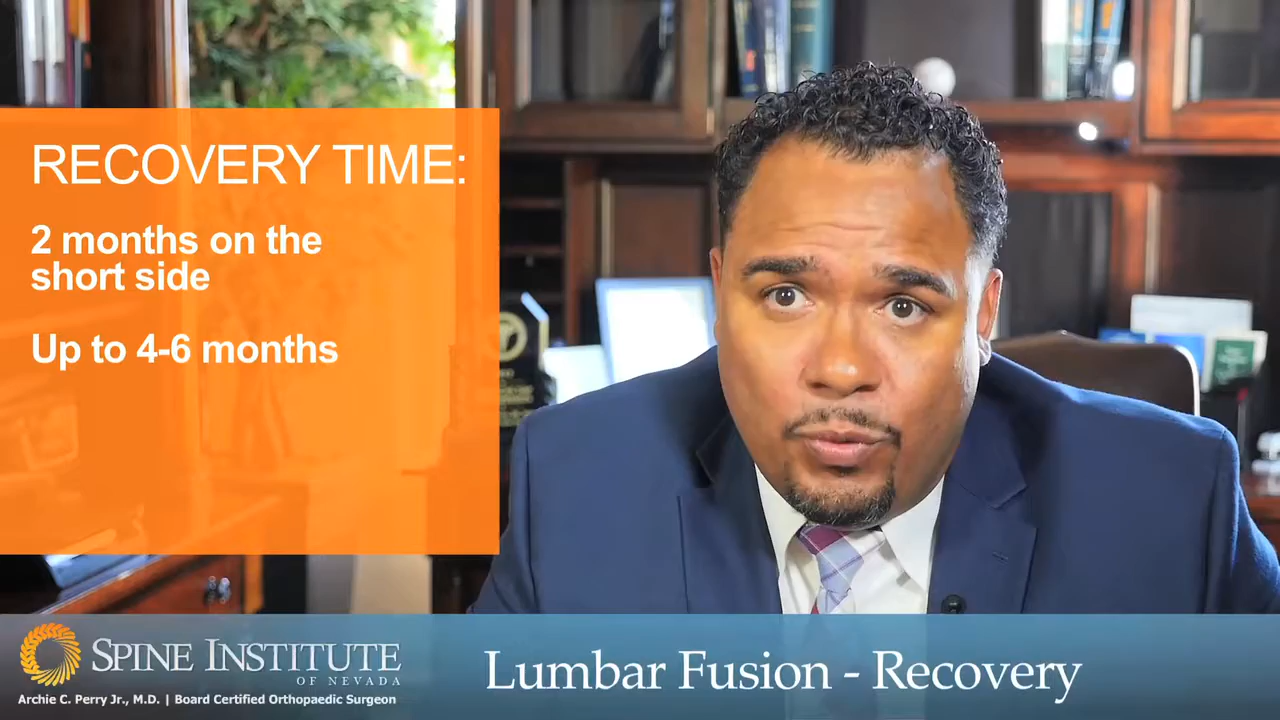 RECOVERY TIME:
2 months on the
short side
Up to 4-6 months
SPINE INSTITUTE
OF NEVADA
Archie C. Perry Jr., M.D. | Board Certified Orthopaedic Surgeon
Lumbar Fusion - Recovery